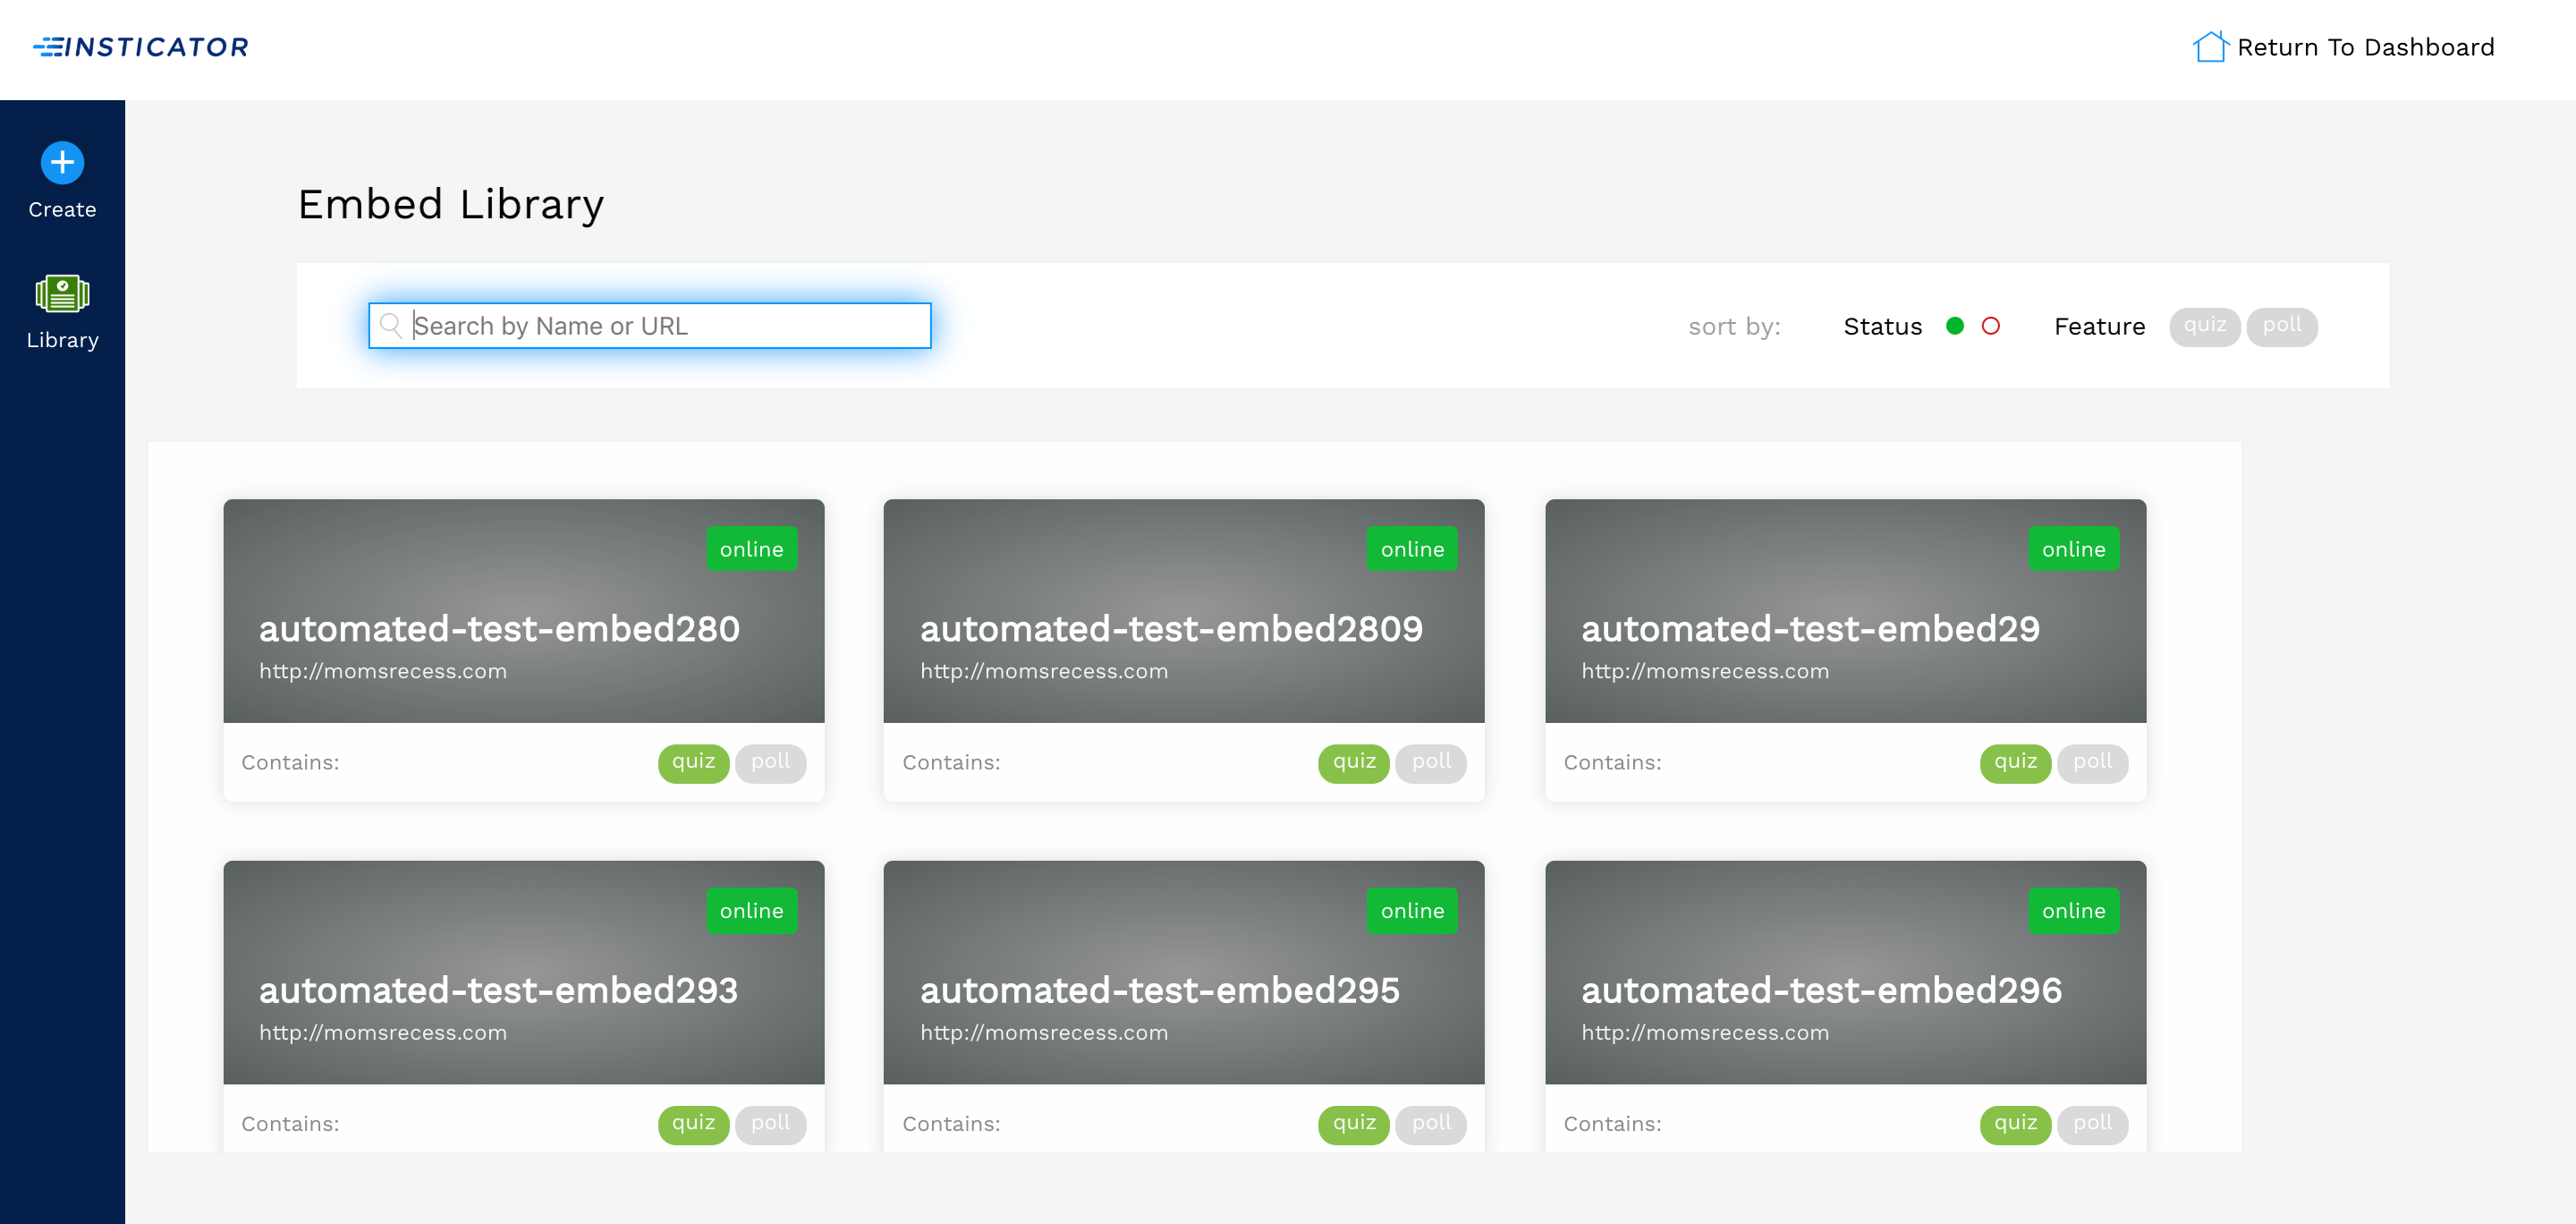 INSTICATOR
Return To Dashboard
Create
Library
Embed Library
Search by Name or URL
sort by: Status Feature quiz poll
online
automated-test-embed280
http://momsrecess.com
Contains: quiz poll
online
automated-test-embed2809
http://momsrecess.com
Contains: quiz poll
online
automated-test-embed29
http://momsrecess.com
Contains: quiz poll
online
automated-test-embed293
http://momsrecess.com
Contains: quiz poll
online
automated-test-embed295
http://momsrecess.com
Contains: quiz poll
online
automated-test-embed296
http://momsrecess.com
Contains: quiz poll